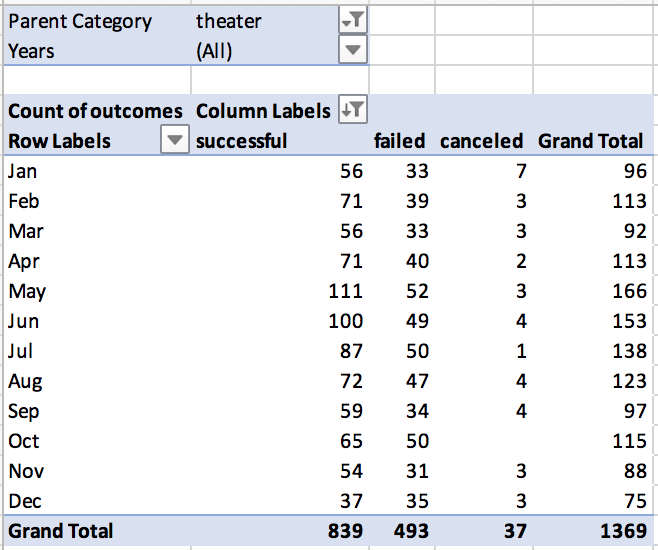 Parent Category theater
Years (All)
Count of outcomes Column Labels
Row Labels successful failed canceled Grand Total
Jan 56 33 7 96
Feb 71 39 3 113
Mar 56 33 3 92
Apr 71 40 2 113
May 111 52 3 166
Jun 100 49 4 153
Jul 87 50 1 138
Aug 72 47 4 123
Sep 59 34 4 97
Oct 65 50 115
Nov 54 31 3 88
Dec 37 35 3 75
Grand Total 839 493 37 1369